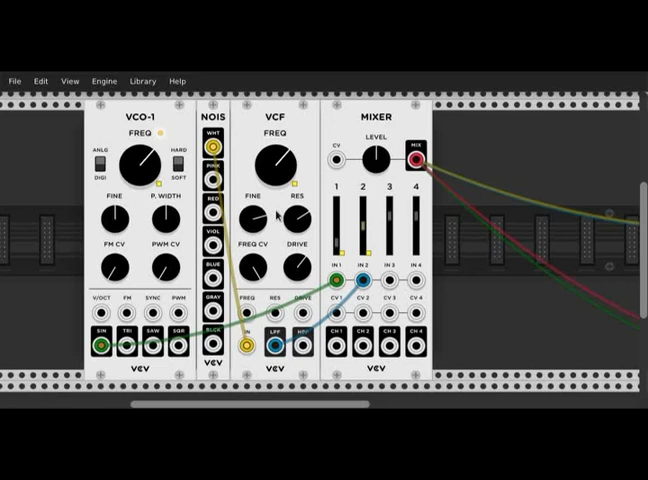 File Edit View Engine Library Help
VCO-1 NOIS VCF MIXER
FREQ
ANLG HARD
DIGI SOFT
FINE P. WIDTH
FM CV PWM CV
V/OCT FM SYNC PWM
SIN TRI SAW SQR
VCV
WHT
PINK
RED
VIOL
BLUE
GRAY
BLCK
VCV
FREQ
FINE RES
FREQ CV DRIVE
FREQ RES DRIVE
IN LPF HPF
VCV
LEVEL
CV MIX
1 2 3 4
IN 1 IN 2 IN 3 IN 4
CV 1 CV 2 CV 3 CV 4
CH 1 CH 2 CH 3 CH 4
VCV